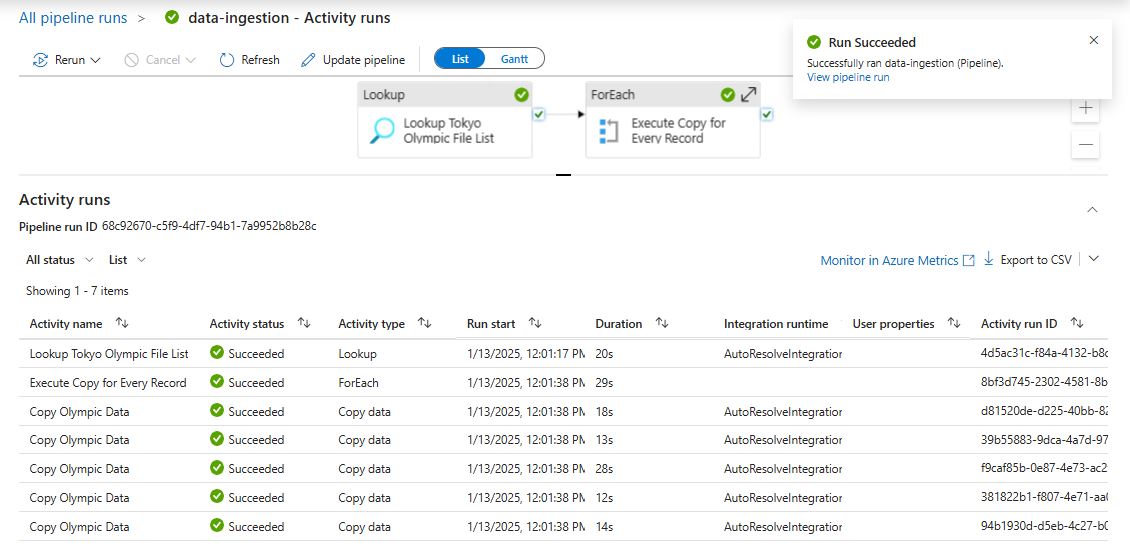 All pipeline runs > data-ingestion - Activity runs
Run Succeeded
Successfully ran data-ingestion (Pipeline).
View pipeline run
Rerun Cancel Refresh Update pipeline List Gantt
Lookup
Lookup Tokyo
Olympic File List
ForEach
Execute Copy for
Every Record
Activity runs
Pipeline run ID 68c92670-c5f9-4df7-94b1-7a9952b8b28c
All status List
Monitor in Azure Metrics Export to CSV
Showing 1 - 7 items
Activity name Activity status Activity type Run start Duration Integration runtime User properties Activity run ID
Lookup Tokyo Olympic File List Succeeded Lookup 1/13/2025, 12:01:17 PM 20s AutoResolveIntegration 4d5ac31c-f84a-4132-b8c
Execute Copy for Every Record Succeeded ForEach 1/13/2025, 12:01:38 PM 29s 8bf3d745-2302-4581-8b
Copy Olympic Data Succeeded Copy data 1/13/2025, 12:01:38 PM 18s AutoResolveIntegration d81520de-d225-40bb-82
Copy Olympic Data Succeeded Copy data 1/13/2025, 12:01:38 PM 13s AutoResolveIntegration 39b55883-9dca-4a7d-97
Copy Olympic Data Succeeded Copy data 1/13/2025, 12:01:38 PM 28s AutoResolveIntegration f9caf85b-0e87-4e73-ac2
Copy Olympic Data Succeeded Copy data 1/13/2025, 12:01:38 PM 12s AutoResolveIntegration 381822b1-f807-4e71-aa0
Copy Olympic Data Succeeded Copy data 1/13/2025, 12:01:38 PM 14s AutoResolveIntegration 94b1930d-d5eb-4c27-b0